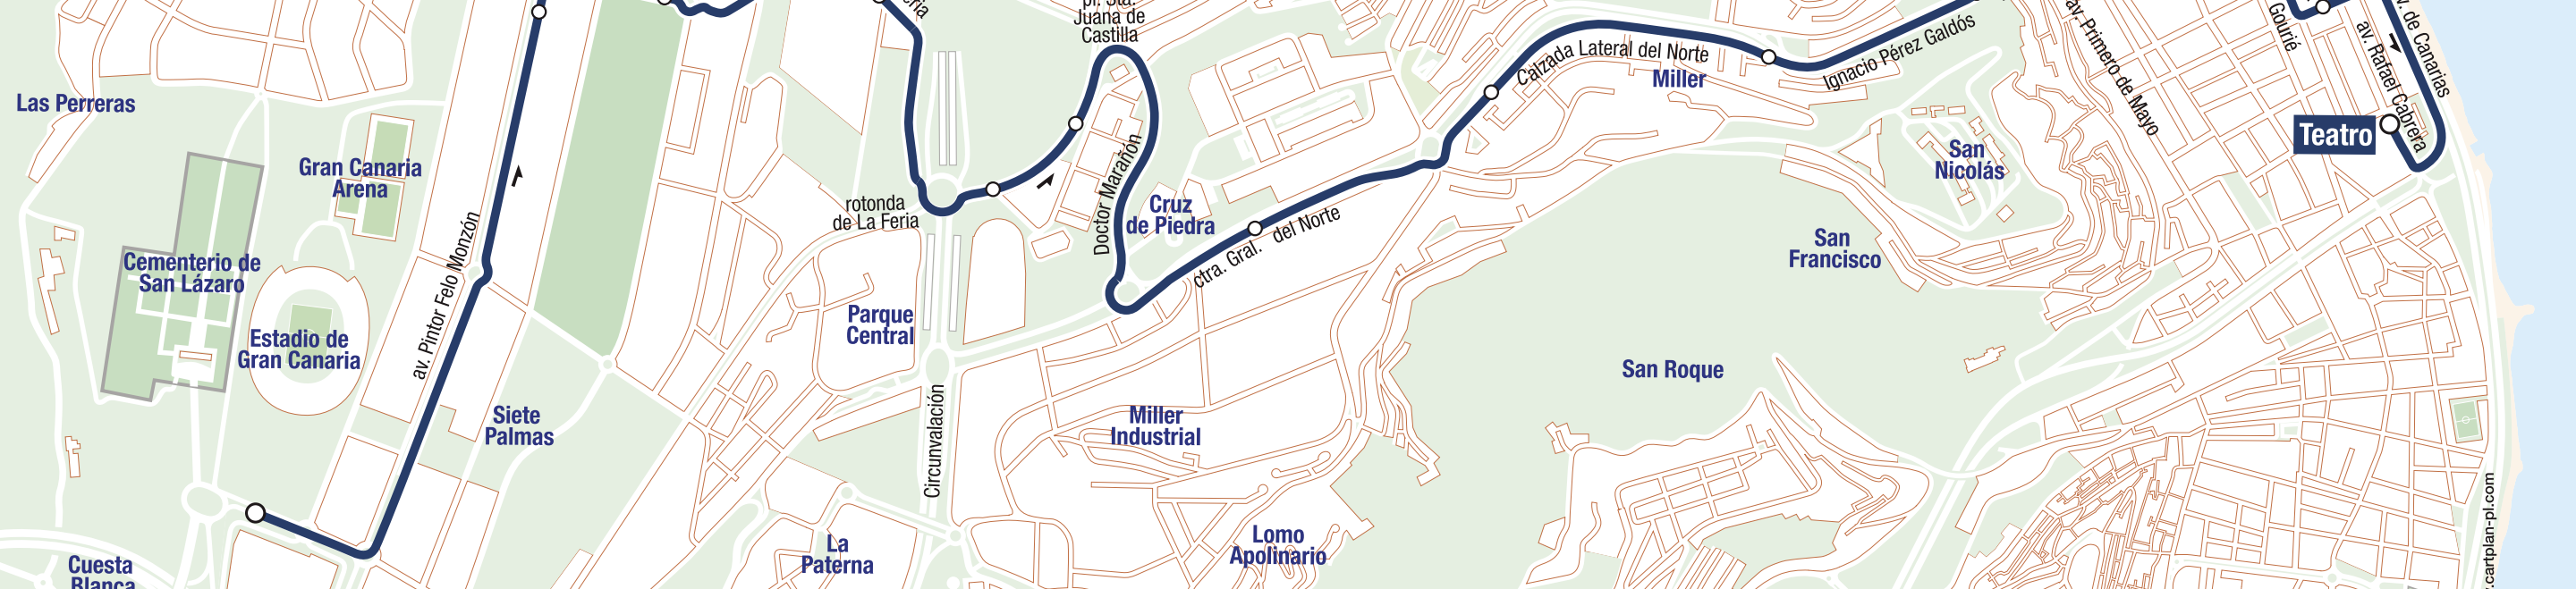 Las Perreras
Gran Canaria
Arena
Cementerio de
San Lázaro
Estadio de
Gran Canaria
av. Pintor Felo Monzón
Siete
Palmas
Cuesta
Blanca
rotonda
de La Feria
Parque
Central
Circunvalación
La
Paterna
pl. Sta.
Juana de
Castilla
Doctor Marañón
Cruz
de Piedra
ctra. Gral. del Norte
Miller
Industrial
Lomo
Apolinario
Calzada Lateral del Norte
Miller
Ignacio Pérez Galdós
San Roque
San
Francisco
San
Nicolás
av. Primero de Mayo
Gourié
av. Rafael Cabrera
av. de Canarias
Teatro
.cartplan-pl.com